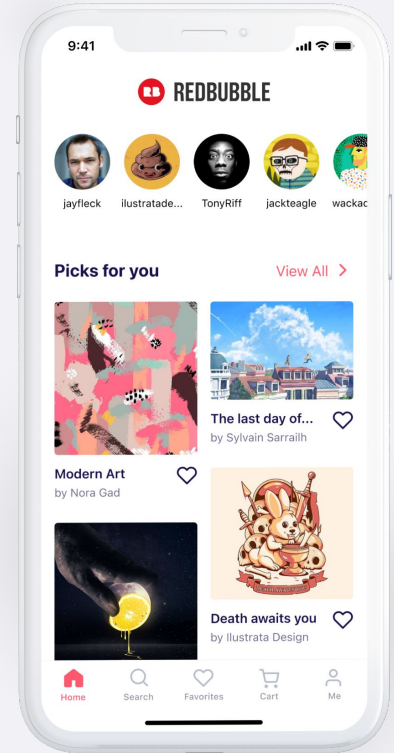 9:41
RB REDBUBBLE
jayfleck
ilustratade...
TonyRiff
jackteagle
wackac
Picks for you
View All
Modern Art
by Nora Gad
The last day of...
by Sylvain Sarrailh
Death awaits you
by Ilustrata Design
Home
Search
Favorites
Cart
Me